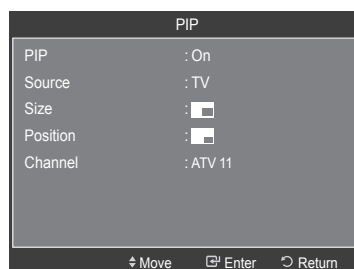 PIP
PIP : On
Source : TV
Size :
Position :
Channel : ATV 11
Move Enter Return